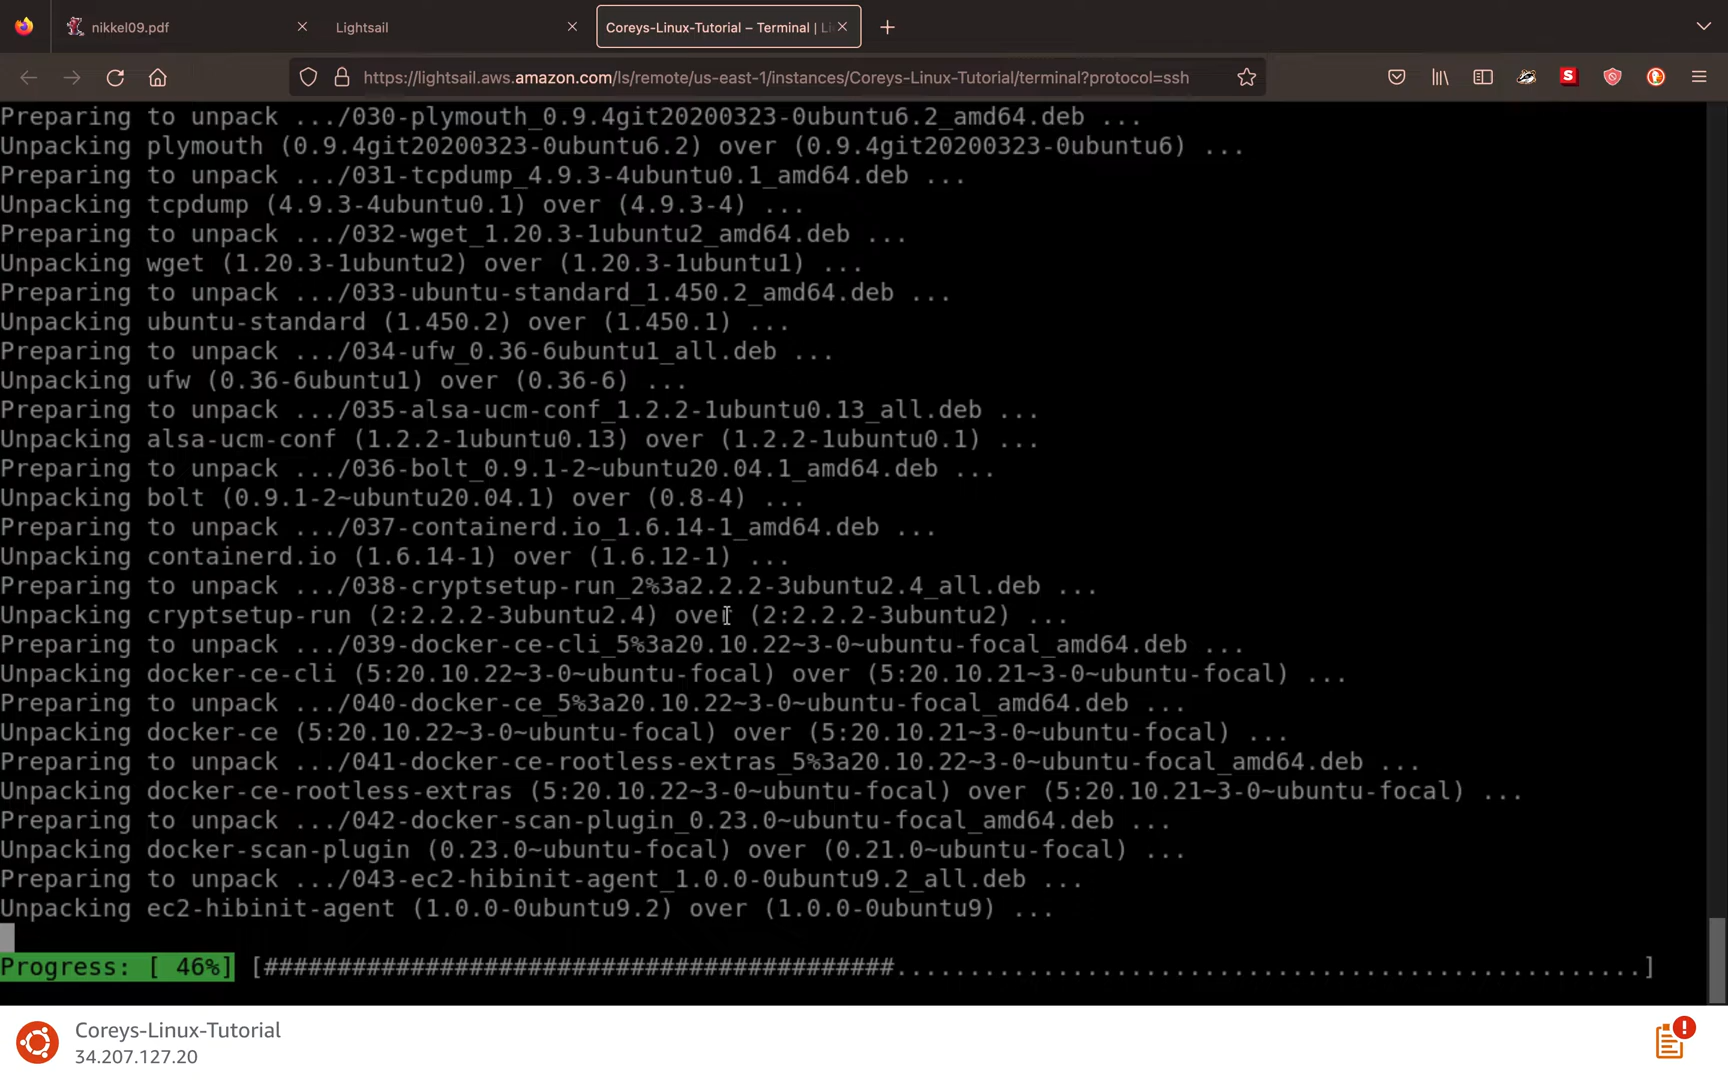 nikkel09.pdf
Lightsail
Coreys-Linux-Tutorial – Terminal | Li
https://lightsail.aws.amazon.com/ls/remote/us-east-1/instances/Coreys-Linux-Tutorial/terminal?protocol=ssh
S
Preparing to unpack .../030-plymouth_0.9.4git20200323-0ubuntu6.2_amd64.deb ...
Unpacking plymouth (0.9.4git20200323-0ubuntu6.2) over (0.9.4git20200323-0ubuntu6) ...
Preparing to unpack .../031-tcpdump_4.9.3-4ubuntu0.1_amd64.deb ...
Unpacking tcpdump (4.9.3-4ubuntu0.1) over (4.9.3-4) ...
Preparing to unpack .../032-wget_1.20.3-1ubuntu2_amd64.deb ...
Unpacking wget (1.20.3-1ubuntu2) over (1.20.3-1ubuntu1) ...
Preparing to unpack .../033-ubuntu-standard_1.450.2_amd64.deb ...
Unpacking ubuntu-standard (1.450.2) over (1.450.1) ...
Preparing to unpack .../034-ufw_0.36-6ubuntu1_all.deb ...
Unpacking ufw (0.36-6ubuntu1) over (0.36-6) ...
Preparing to unpack .../035-alsa-ucm-conf_1.2.2-1ubuntu0.13_all.deb ...
Unpacking alsa-ucm-conf (1.2.2-1ubuntu0.13) over (1.2.2-1ubuntu0.1) ...
Preparing to unpack .../036-bolt_0.9.1-2~ubuntu20.04.1_amd64.deb ...
Unpacking bolt (0.9.1-2~ubuntu20.04.1) over (0.8-4) ...
Preparing to unpack .../037-containerd.io_1.6.14-1_amd64.deb ...
Unpacking containerd.io (1.6.14-1) over (1.6.12-1) ...
Preparing to unpack .../038-cryptsetup-run_2%3a2.2.2-3ubuntu2.4_all.deb ...
Unpacking cryptsetup-run (2:2.2.2-3ubuntu2.4) over (2:2.2.2-3ubuntu2) ...
Preparing to unpack .../039-docker-ce-cli_5%3a20.10.22~3-0~ubuntu-focal_amd64.deb ...
Unpacking docker-ce-cli (5:20.10.22~3-0~ubuntu-focal) over (5:20.10.21~3-0~ubuntu-focal) ...
Preparing to unpack .../040-docker-ce_5%3a20.10.22~3-0~ubuntu-focal_amd64.deb ...
Unpacking docker-ce (5:20.10.22~3-0~ubuntu-focal) over (5:20.10.21~3-0~ubuntu-focal) ...
Preparing to unpack .../041-docker-ce-rootless-extras_5%3a20.10.22~3-0~ubuntu-focal_amd64.deb ...
Unpacking docker-ce-rootless-extras (5:20.10.22~3-0~ubuntu-focal) over (5:20.10.21~3-0~ubuntu-focal) ...
Preparing to unpack .../042-docker-scan-plugin_0.23.0~ubuntu-focal_amd64.deb ...
Unpacking docker-scan-plugin (0.23.0~ubuntu-focal) over (0.21.0~ubuntu-focal) ...
Preparing to unpack .../043-ec2-hibinit-agent_1.0.0-0ubuntu9.2_all.deb ...
Unpacking ec2-hibinit-agent (1.0.0-0ubuntu9.2) over (1.0.0-0ubuntu9) ...
Progress: [ 46%] [###########################################...................................................]
Coreys-Linux-Tutorial
34.207.127.20